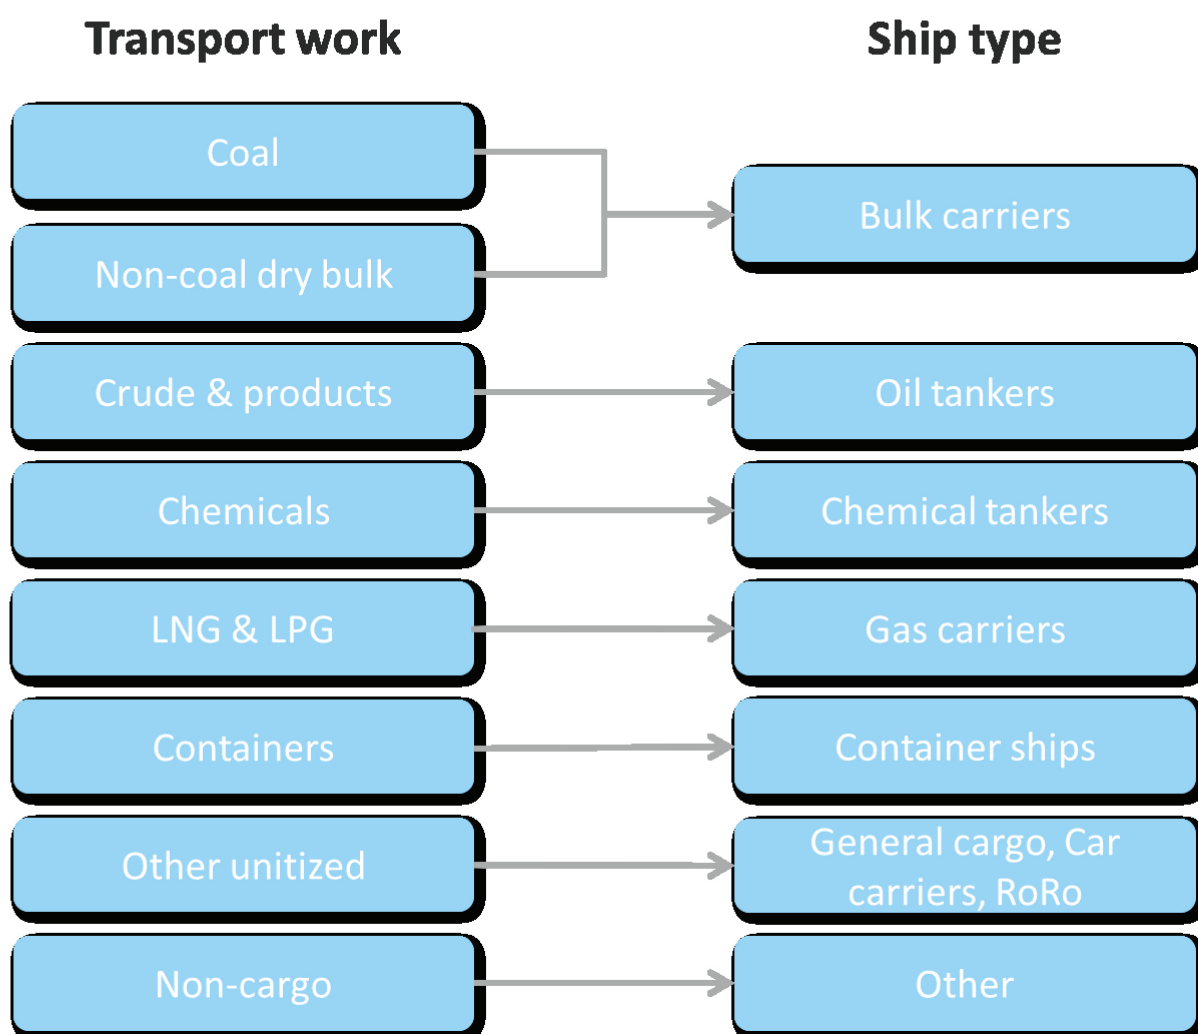 Transport work
Ship type
Coal
Bulk carriers
Non-coal dry bulk
Crude & products
Oil tankers
Chemicals
Chemical tankers
LNG & LPG
Gas carriers
Containers
Container ships
Other unitized
General cargo, Car
carriers, RoRo
Non-cargo
Other